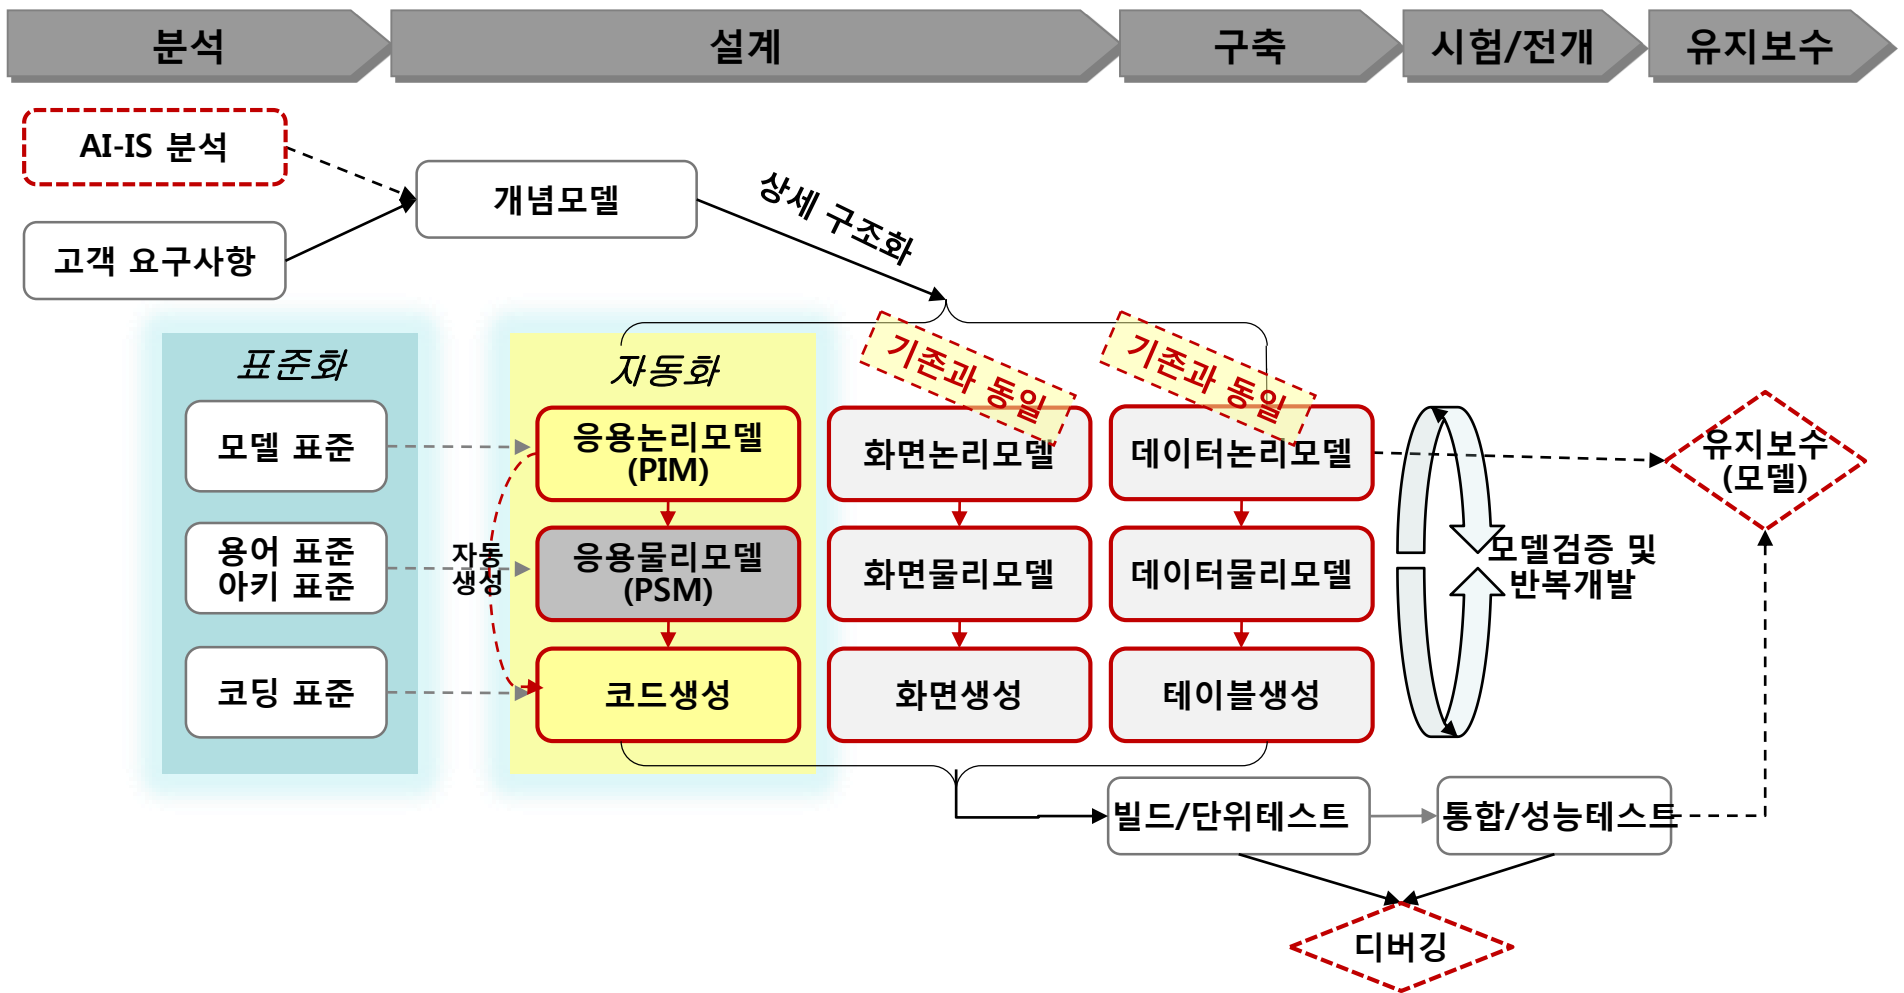 분석
설계
구축
시험/전개
유지보수
AI-IS 분석
고객 요구사항
개념모델
상세 구조화
표준화
모델 표준
용어 표준
아키 표준
코딩 표준
자동화
자동
생성
응용논리모델
(PIM)
응용물리모델
(PSM)
코드생성
기존과 동일
화면논리모델
화면물리모델
화면생성
기존과 동일
데이터논리모델
데이터물리모델
테이블생성
모델검증 및
반복개발
유지보수
(모델)
빌드/단위테스트
통합/성능테스트
디버깅